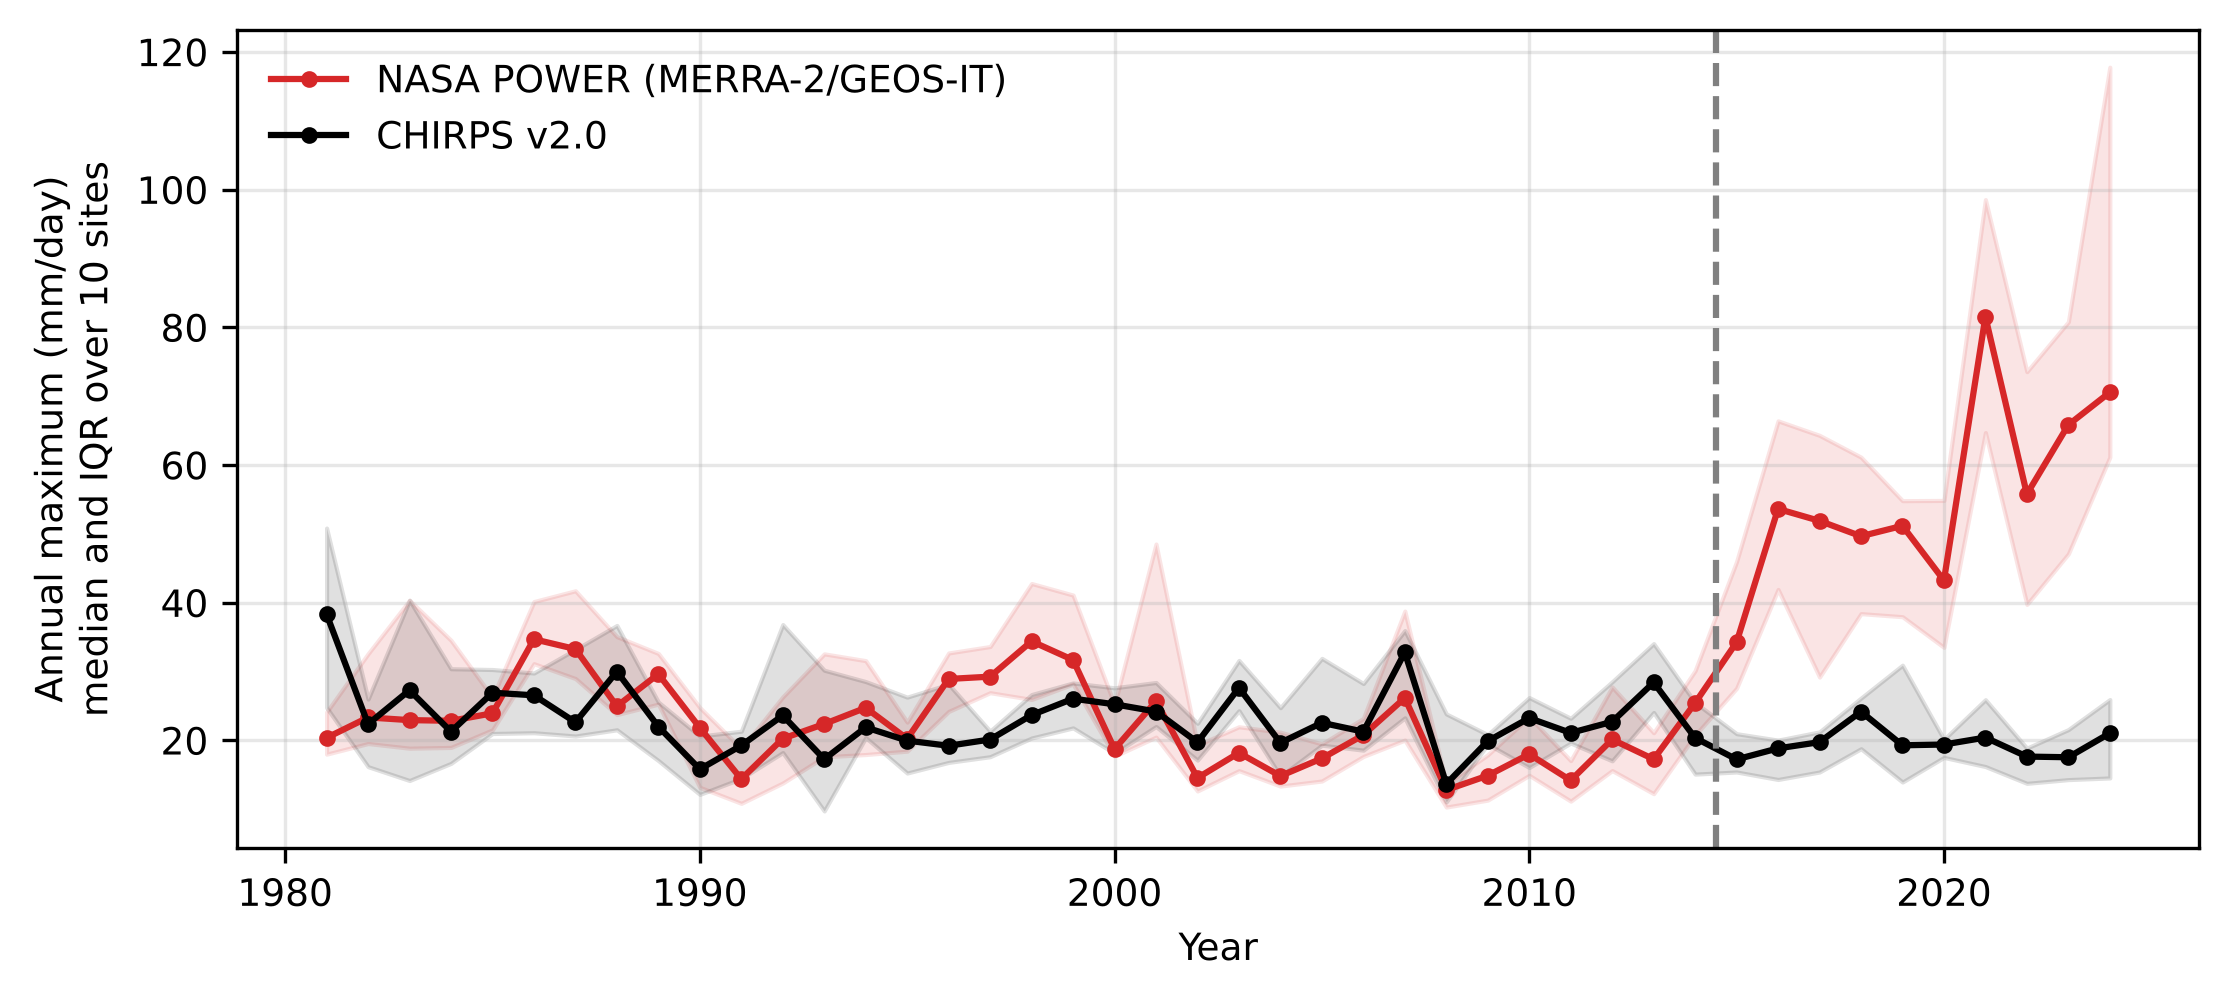 NASA POWER (MERRA-2/GEOS-IT)
CHIRPS v2.0
Annual maximum (mm/day)
median and IQR over 10 sites
120
100
80
60
40
20
1980
1990
2000
2010
2020
Year